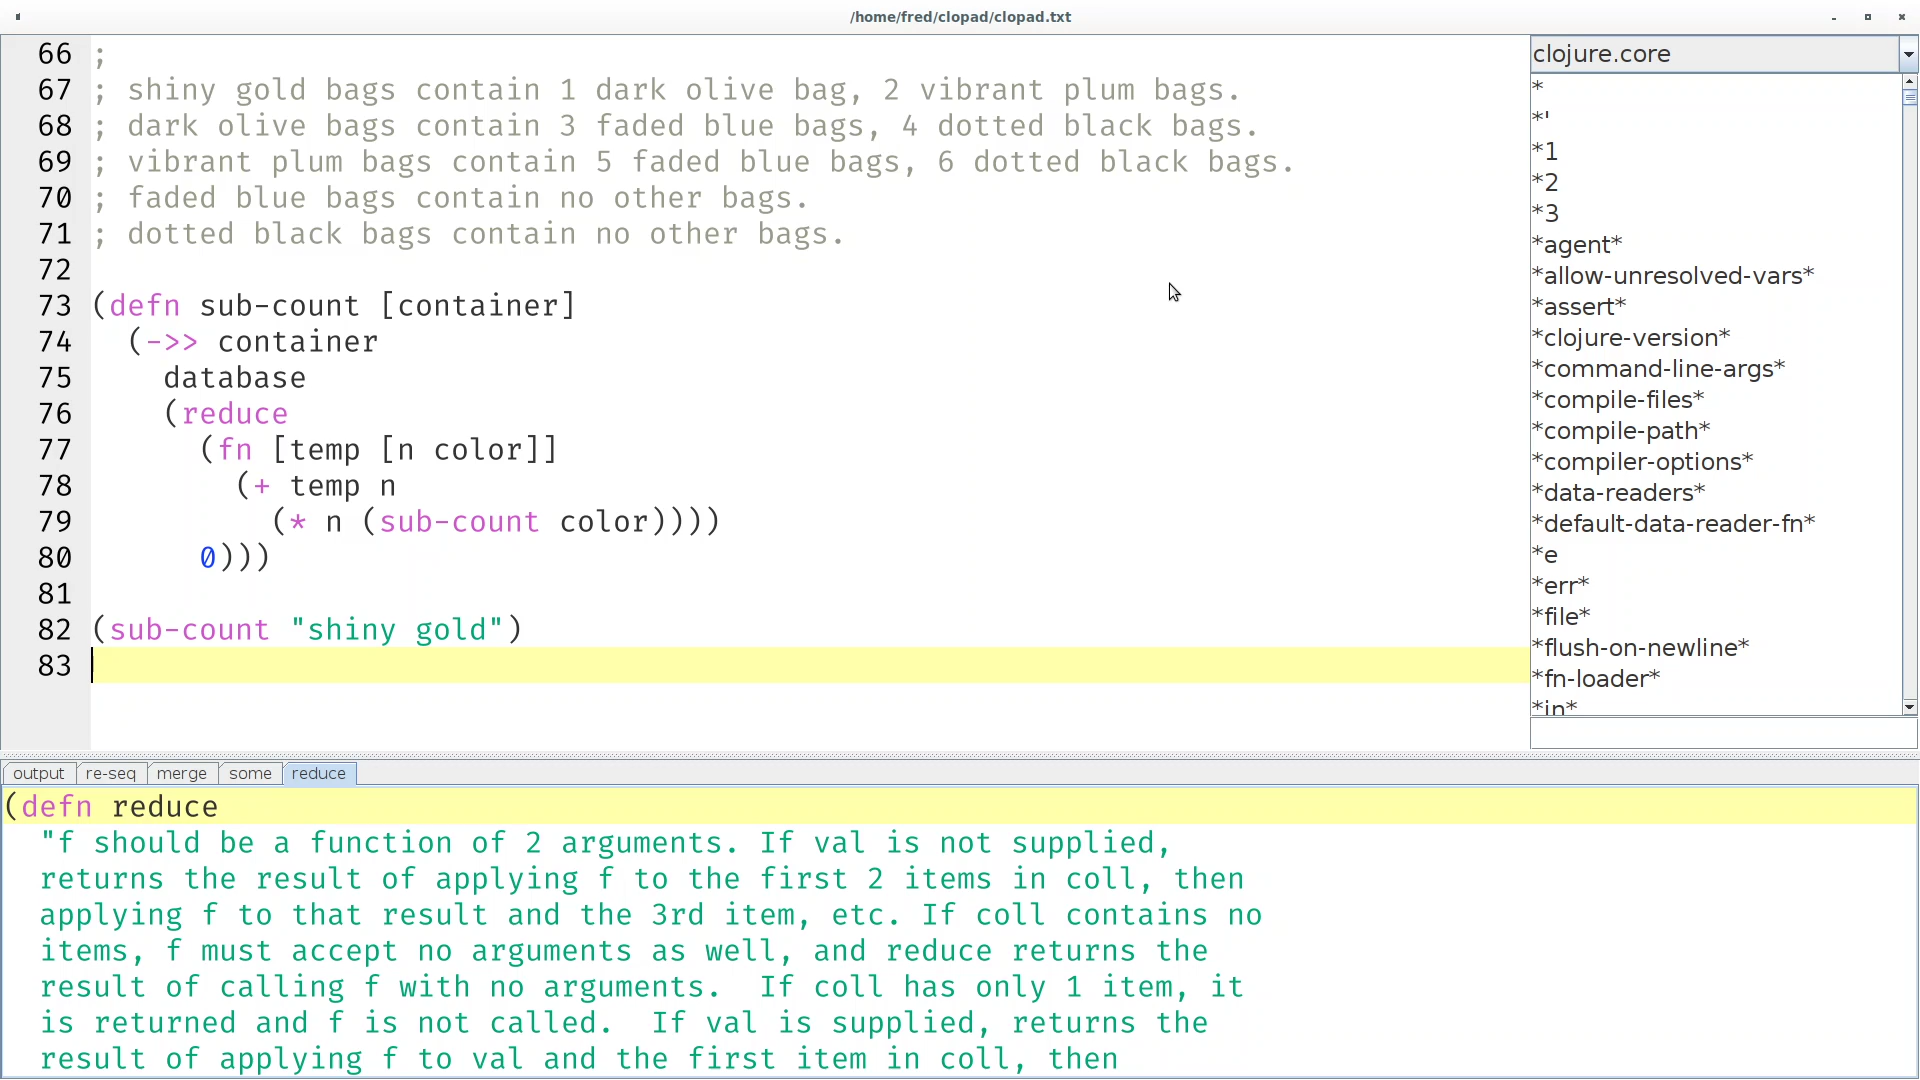 /home/fred/clopad/clopad.txt
66 ;
67 ; shiny gold bags contain 1 dark olive bag, 2 vibrant plum bags.
68 ; dark olive bags contain 3 faded blue bags, 4 dotted black bags.
69 ; vibrant plum bags contain 5 faded blue bags, 6 dotted black bags.
70 ; faded blue bags contain no other bags.
71 ; dotted black bags contain no other bags.
72
73 (defn sub-count [container]
74   (->> container
75     database
76     (reduce
77       (fn [temp [n color]]
78         (+ temp n
79           (* n (sub-count color))))
80       0)))
81
82 (sub-count "shiny gold")
83
clojure.core
*
*'
*1
*2
*3
*agent*
*allow-unresolved-vars*
*assert*
*clojure-version*
*command-line-args*
*compile-files*
*compile-path*
*compiler-options*
*data-readers*
*default-data-reader-fn*
*e
*err*
*file*
*flush-on-newline*
*fn-loader*
*in*
output re-seq merge some reduce
(defn reduce
  "f should be a function of 2 arguments. If val is not supplied,
  returns the result of applying f to the first 2 items in coll, then
  applying f to that result and the 3rd item, etc. If coll contains no
  items, f must accept no arguments as well, and reduce returns the
  result of calling f with no arguments.  If coll has only 1 item, it
  is returned and f is not called.  If val is supplied, returns the
  result of applying f to val and the first item in coll, then